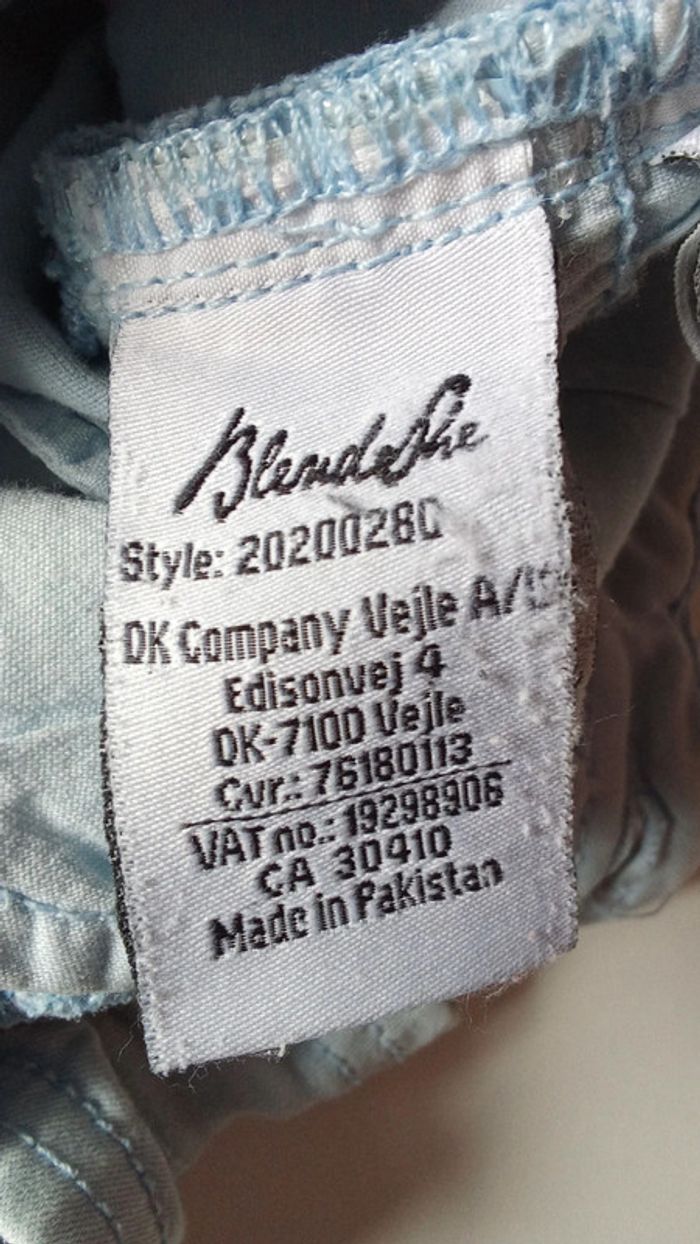 BlendShe
Style: 20200280
DK Company Vejle A/S
Edisonvej 4
DK-7100 Vejle
Cvr.: 76180113
VAT no.: 19298906
CA 30410
Made in Pakistan